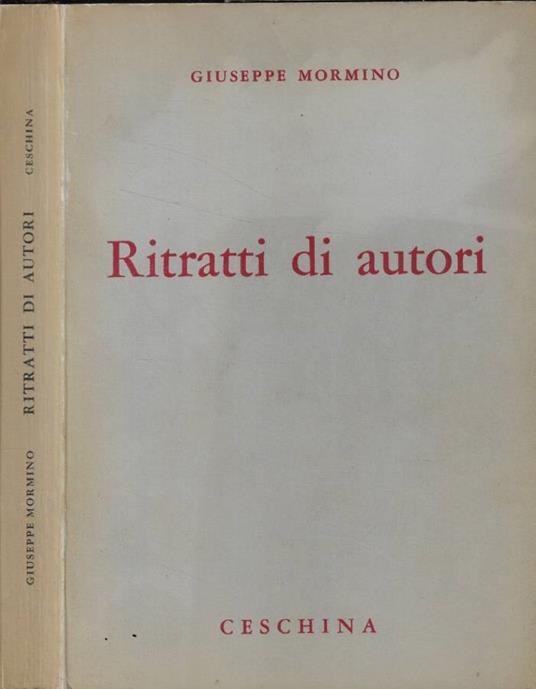 GIUSEPPE MORMINO
Ritratti di autori
CESCHINA
GIUSEPPE MORMINO RITRATTI DI AUTORI CESCHINA